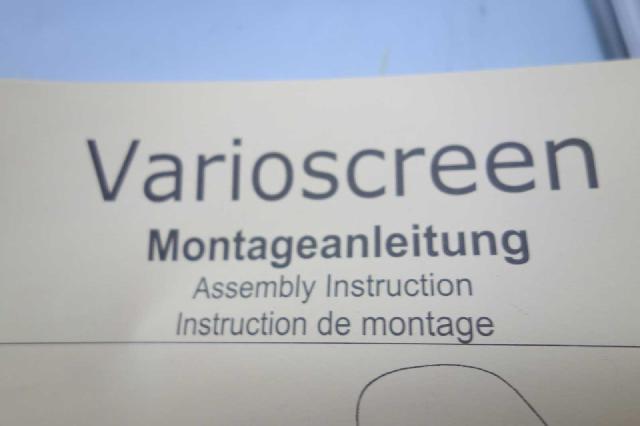 Varioscreen
Montageanleitung
Assembly Instruction
Instruction de montage